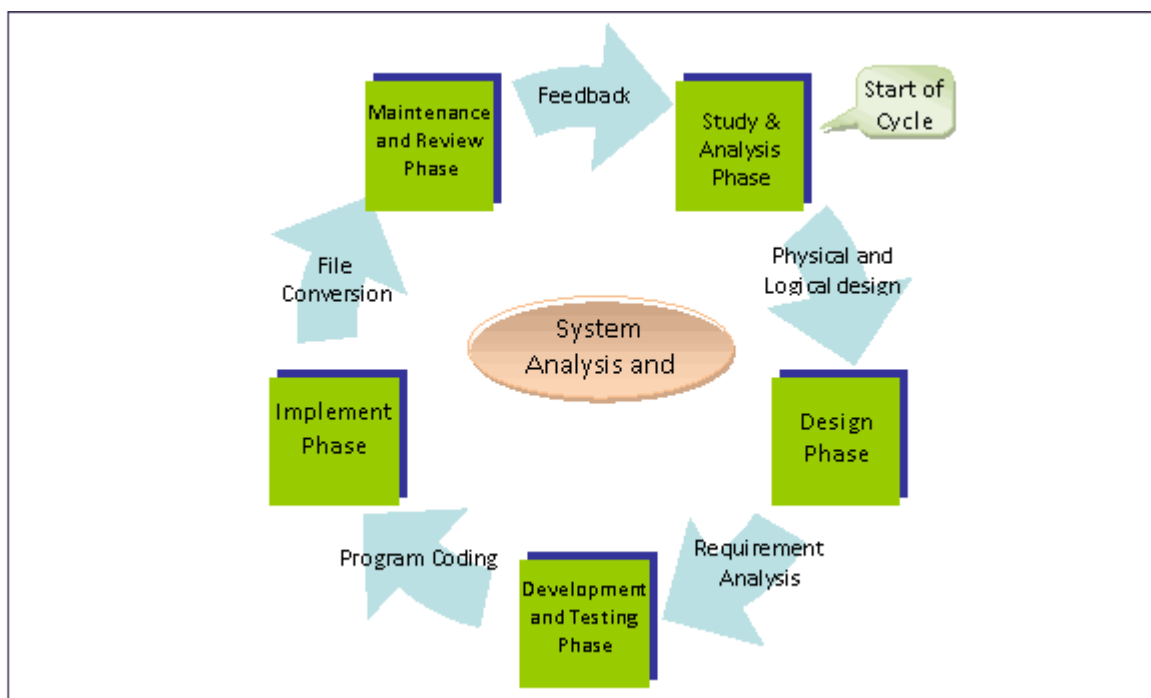 Feedback
Maintenance
and Review
Phase
Study &
Analysis
Phase
Start of
Cycle
Physical and
Logical design
File
Conversion
System
Analysis and
Implement
Phase
Design
Phase
Program Coding
Requirement
Analysis
Development
and Testing
Phase